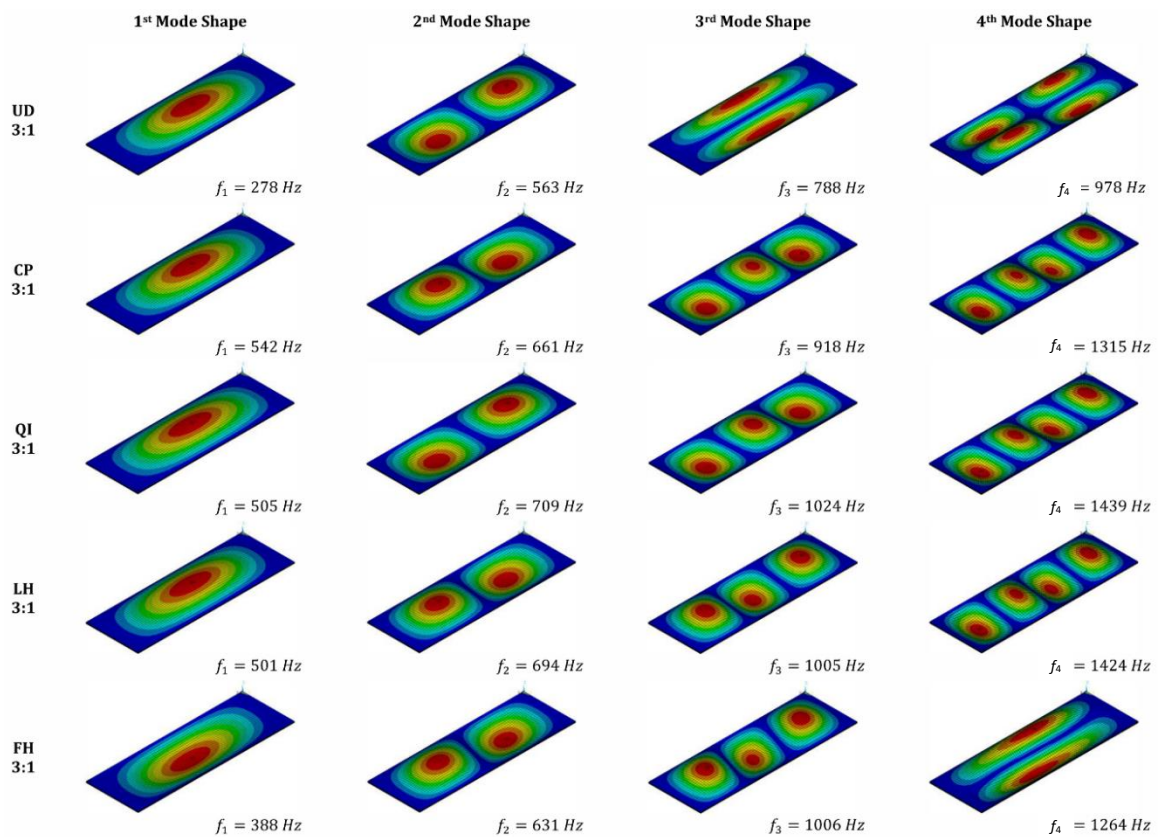 1st Mode Shape 2nd Mode Shape 3rd Mode Shape 4th Mode Shape
UD
3:1
f1 = 278 Hz f2 = 563 Hz f3 = 788 Hz f4 = 978 Hz
CP
3:1
f1 = 542 Hz f2 = 661 Hz f3 = 918 Hz f4 = 1315 Hz
QI
3:1
f1 = 505 Hz f2 = 709 Hz f3 = 1024 Hz f4 = 1439 Hz
LH
3:1
f1 = 501 Hz f2 = 694 Hz f3 = 1005 Hz f4 = 1424 Hz
FH
3:1
f1 = 388 Hz f2 = 631 Hz f3 = 1006 Hz f4 = 1264 Hz